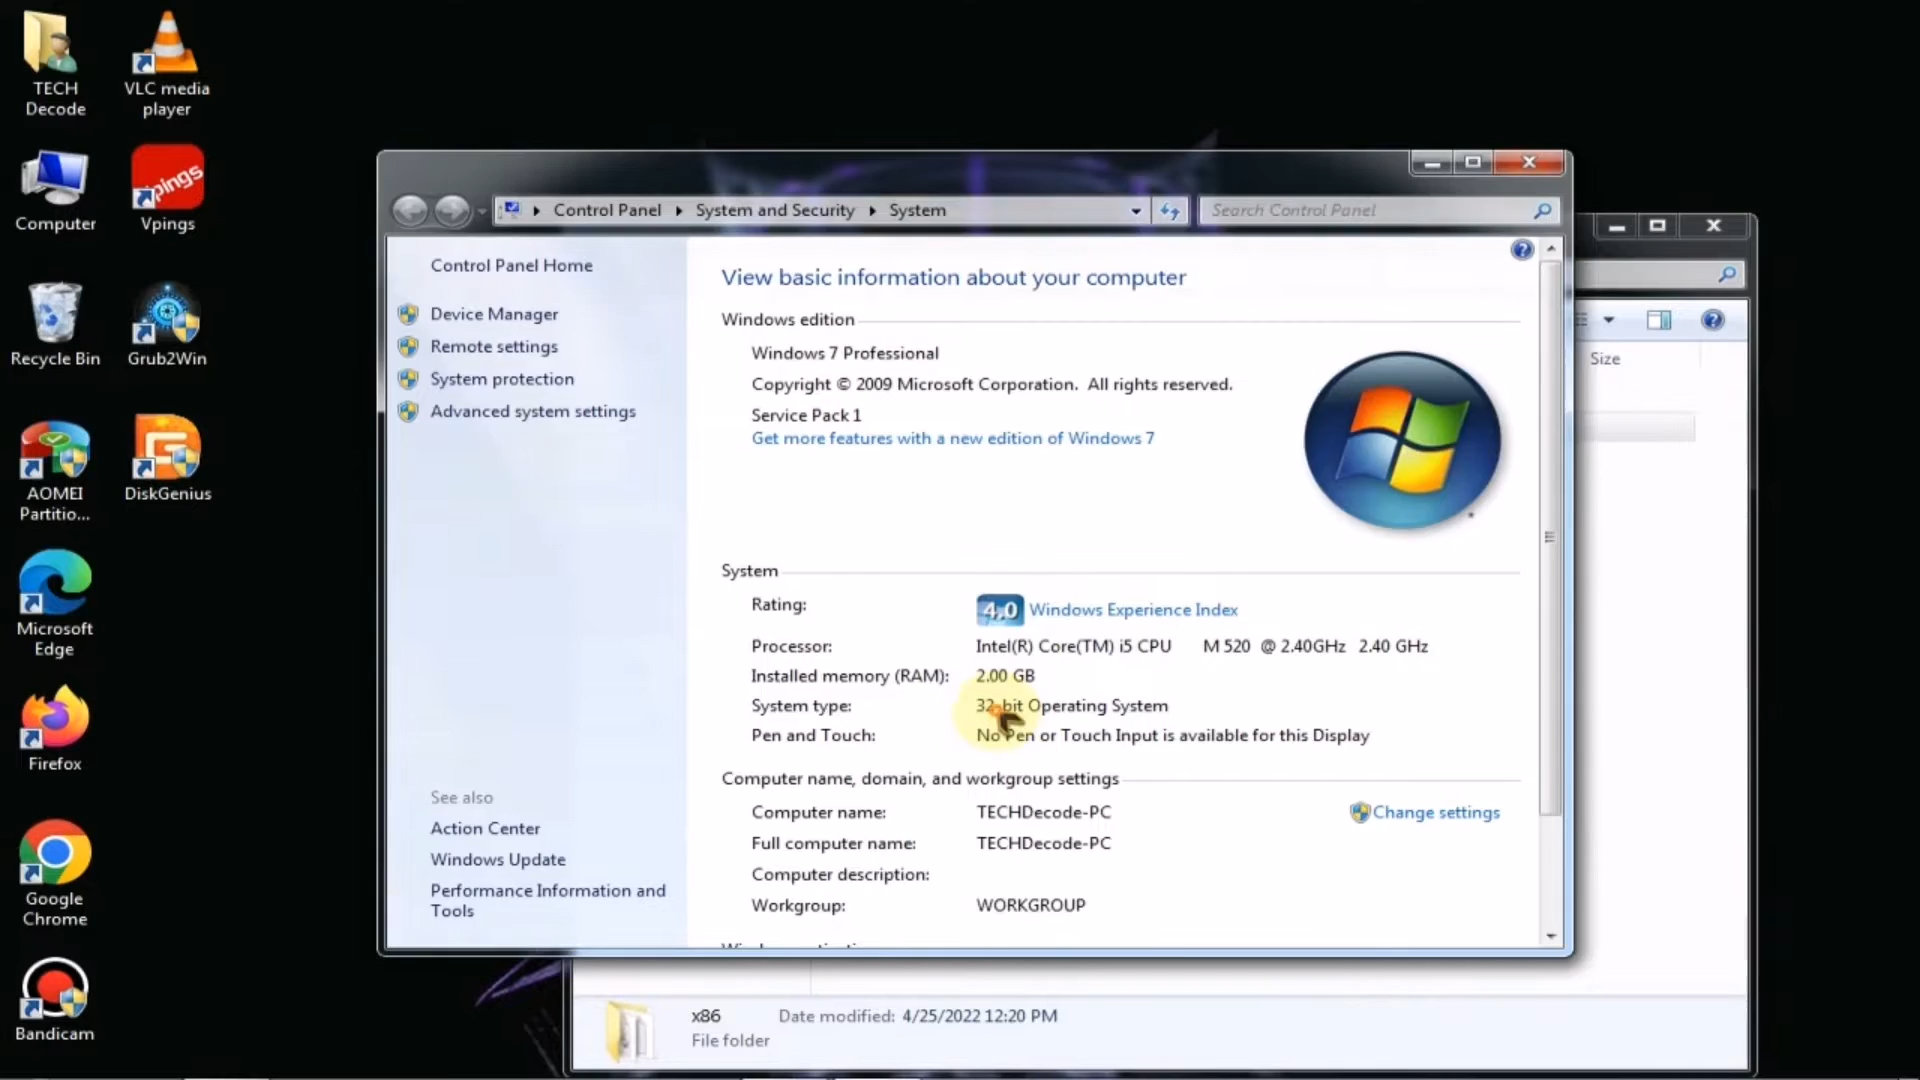 TECH
Decode
VLC media
player
Computer
Vpings
Vpings
Recycle Bin
Grub2Win
AOMEI
Partitio...
DiskGenius
Microsoft
Edge
Firefox
Google
Chrome
Bandicam
Control Panel
System and Security
System
Search Control Panel
Control Panel Home
Device Manager
Remote settings
System protection
Advanced system settings
See also
Action Center
Windows Update
Performance Information and
Tools
View basic information about your computer
Windows edition
Windows 7 Professional
Copyright © 2009 Microsoft Corporation. All rights reserved.
Service Pack 1
Get more features with a new edition of Windows 7
System
Rating: 4,0 Windows Experience Index
Processor: Intel(R) Core(TM) i5 CPU M 520 @ 2.40GHz 2.40 GHz
Installed memory (RAM): 2.00 GB
System type: 32-bit Operating System
Pen and Touch: No Pen or Touch Input is available for this Display
Computer name, domain, and workgroup settings
Computer name: TECHDecode-PC
Change settings
Full computer name: TECHDecode-PC
Computer description:
Workgroup: WORKGROUP
Size
x86 Date modified: 4/25/2022 12:20 PM
File folder